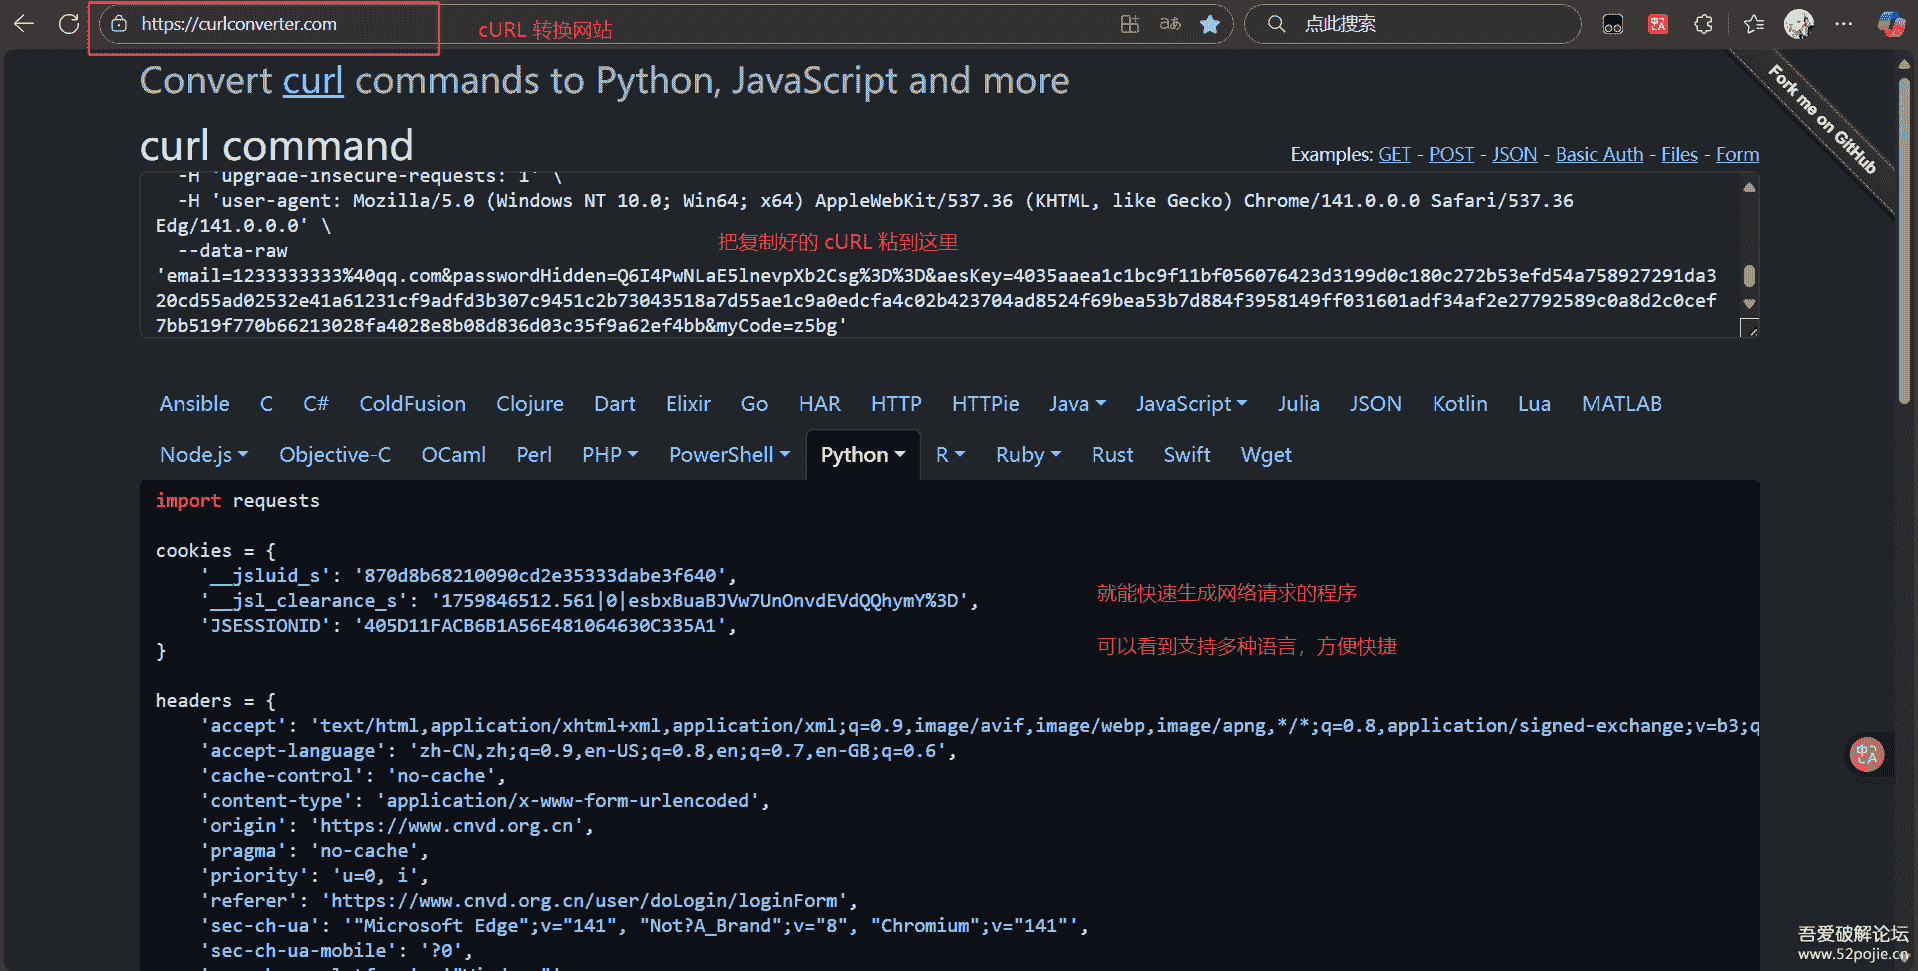 https://curlconverter.com
cURL 转换网站
点此搜索
Convert curl commands to Python, JavaScript and more
Fork me on GitHub
curl command
Examples: GET - POST - JSON - Basic Auth - Files - Form
-H 'upgrade-insecure-requests: 1' \
-H 'user-agent: Mozilla/5.0 (Windows NT 10.0; Win64; x64) AppleWebKit/537.36 (KHTML, like Gecko) Chrome/141.0.0.0 Safari/537.36
Edg/141.0.0.0' \
--data-raw
把复制好的 cURL 粘到这里
'email=1233333333%40qq.com&passwordHidden=Q6I4PwNLaE5lnevpXb2Csg%3D%3D&aesKey=4035aaea1c1bc9f11bf056076423d3199d0c180c272b53efd54a758927291da3
20cd55ad02532e41a61231cf9adfd3b307c9451c2b73043518a7d55ae1c9a0edcfa4c02b423704ad8524f69bea53b7d884f3958149ff031601adf34af2e27792589c0a8d2c0cef
7bb519f770b66213028fa4028e8b08d836d03c35f9a62ef4bb&myCode=z5bg'
Ansible C C# ColdFusion Clojure Dart Elixir Go HAR HTTP HTTPie Java JavaScript Julia JSON Kotlin Lua MATLAB
Node.js Objective-C OCaml Perl PHP PowerShell Python R Ruby Rust Swift Wget
import requests
cookies = {
'__jsluid_s': '870d8b68210090cd2e35333dabe3f640',
'__jsl_clearance_s': '1759846512.561|0|esbxBuaBJVw7UnOnvdEVdQQhymY%3D',
'JSESSIONID': '405D11FACB6B1A56E481064630C335A1',
}
就能快速生成网络请求的程序
可以看到支持多种语言，方便快捷
headers = {
'accept': 'text/html,application/xhtml+xml,application/xml;q=0.9,image/avif,image/webp,image/apng,*/*;q=0.8,application/signed-exchange;v=b3;q
'accept-language': 'zh-CN,zh;q=0.9,en-US;q=0.8,en;q=0.7,en-GB;q=0.6',
'cache-control': 'no-cache',
'content-type': 'application/x-www-form-urlencoded',
'origin': 'https://www.cnvd.org.cn',
'pragma': 'no-cache',
'priority': 'u=0, i',
'referer': 'https://www.cnvd.org.cn/user/doLogin/loginForm',
'sec-ch-ua': '"Microsoft Edge";v="141", "Not?A_Brand";v="8", "Chromium";v="141"',
'sec-ch-ua-mobile': '?0',
吾爱破解论坛
www.52pojie.cn